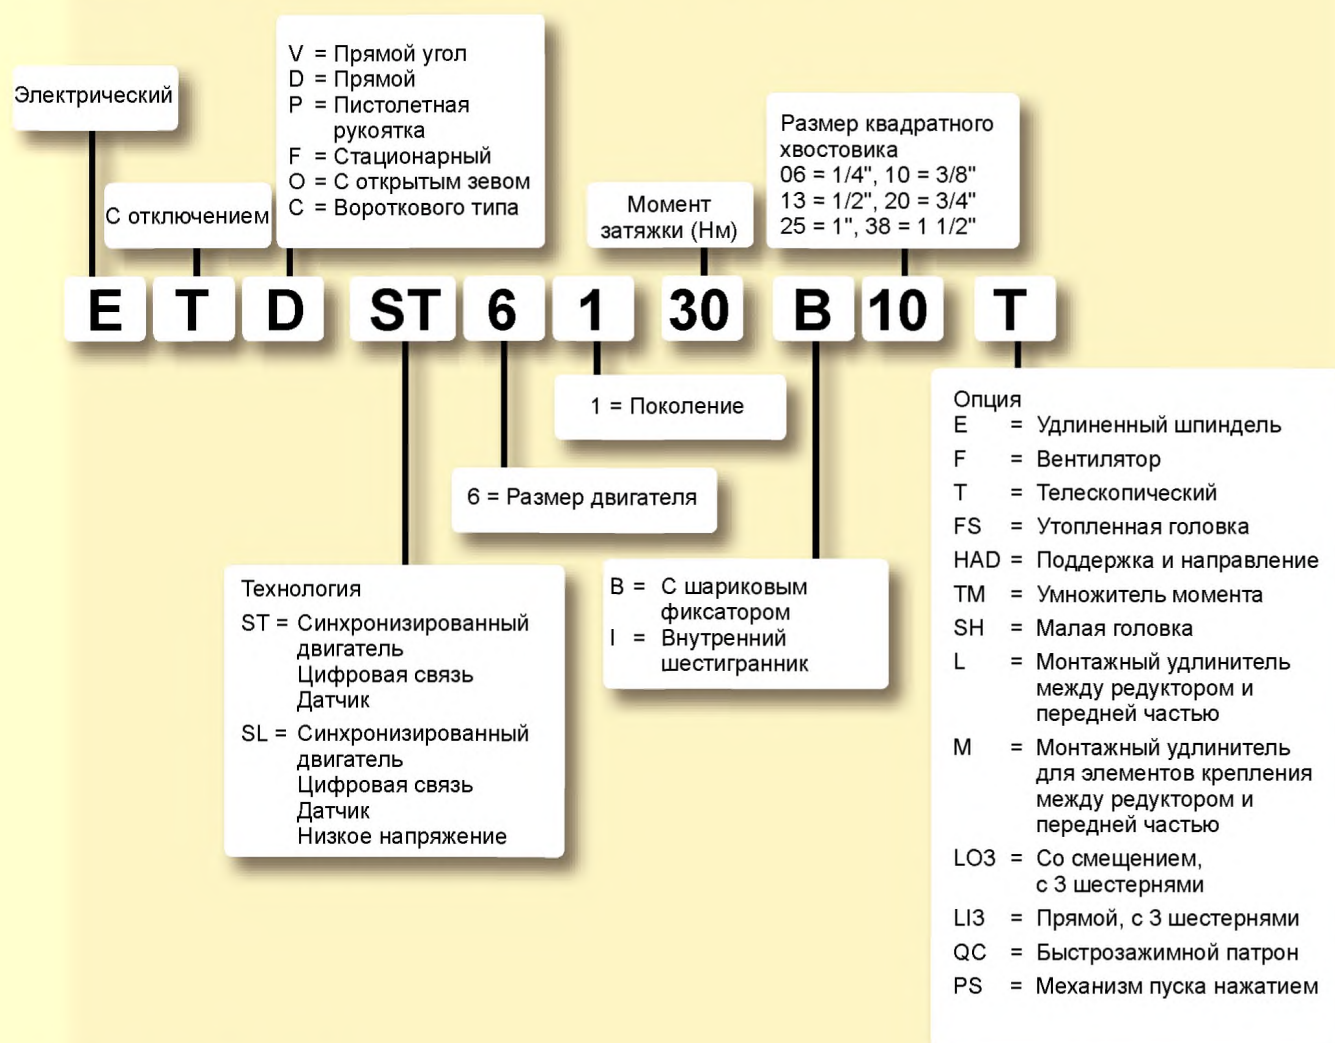 Электрический
С отключением
V = Прямой угол
D = Прямой
P = Пистолетная
рукоятка
F = Стационарный
O = С открытым зевом
C = Вороткового типа
Момент
затяжки (Нм)
Размер квадратного
хвостовика
06 = 1/4", 10 = 3/8"
13 = 1/2", 20 = 3/4"
25 = 1", 38 = 1 1/2"
E T D ST 6 1 30 B 10 T
1 = Поколение
6 = Размер двигателя
Технология
ST = Синхронизированный
двигатель
Цифровая связь
Датчик
SL = Синхронизированный
двигатель
Цифровая связь
Датчик
Низкое напряжение
B = С шариковым
фиксатором
I = Внутренний
шестигранник
Опция
E = Удлиненный шпиндель
F = Вентилятор
T = Телескопический
FS = Утопленная головка
HAD = Поддержка и направление
TM = Умножитель момента
SH = Малая головка
L = Монтажный удлинитель
между редуктором и
передней частью
M = Монтажный удлинитель
для элементов крепления
между редуктором и
передней частью
LO3 = Со смещением,
с 3 шестернями
LI3 = Прямой, с 3 шестернями
QC = Быстрозажимной патрон
PS = Механизм пуска нажатием